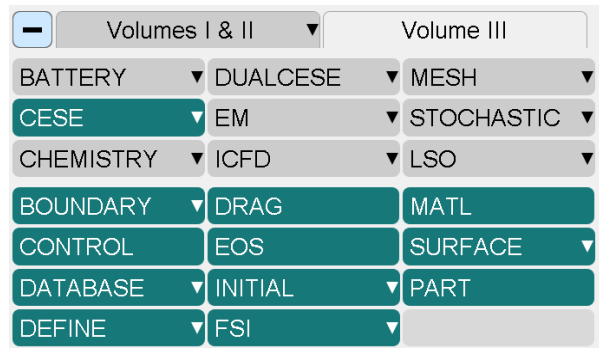 Volumes I & II Volume III
BATTERY DUALCESE MESH
CESE EM STOCHASTIC
CHEMISTRY ICFD LSO
BOUNDARY DRAG MATL
CONTROL EOS SURFACE
DATABASE INITIAL PART
DEFINE FSI